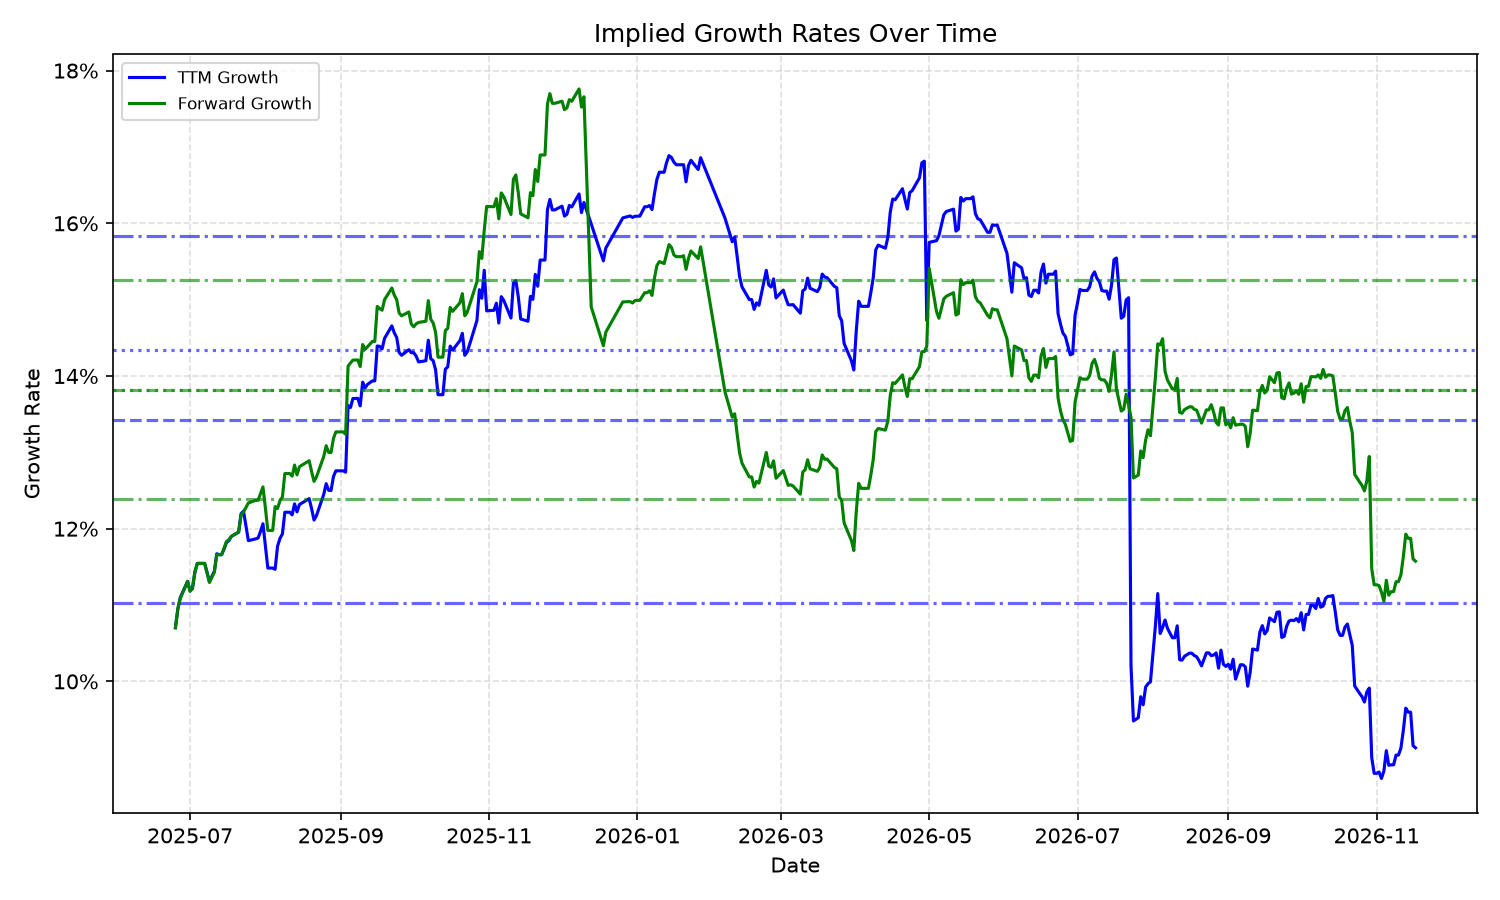 Implied Growth Rates Over Time
TTM Growth
Forward Growth
18%
16%
14%
12%
10%
Growth Rate
2025-07
2025-09
2025-11
2026-01
2026-03
2026-05
2026-07
2026-09
2026-11
Date